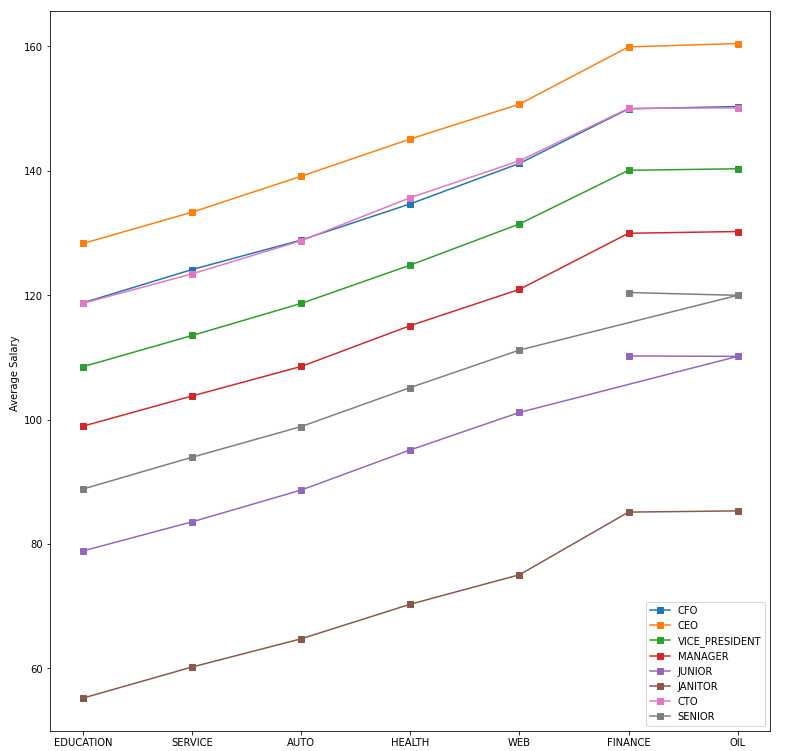 160
140
120
100
80
60
Average Salary
EDUCATION SERVICE AUTO HEALTH WEB FINANCE OIL
CFO
CEO
VICE_PRESIDENT
MANAGER
JUNIOR
JANITOR
CTO
SENIOR